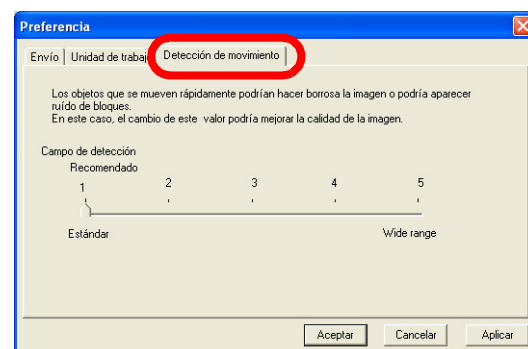 Preferencia
Envío Unidad de trabaj Detección de movimiento
Los objetos que se mueven rápidamente podrían hacer borrosa la imagen o podría aparecer
ruído de bloques.
En este caso, el cambio de este valor podría mejorar la calidad de la imagen.
Campo de detección
Recomendado
1 2 3 4 5
Estándar Wide range
Aceptar Cancelar Aplicar